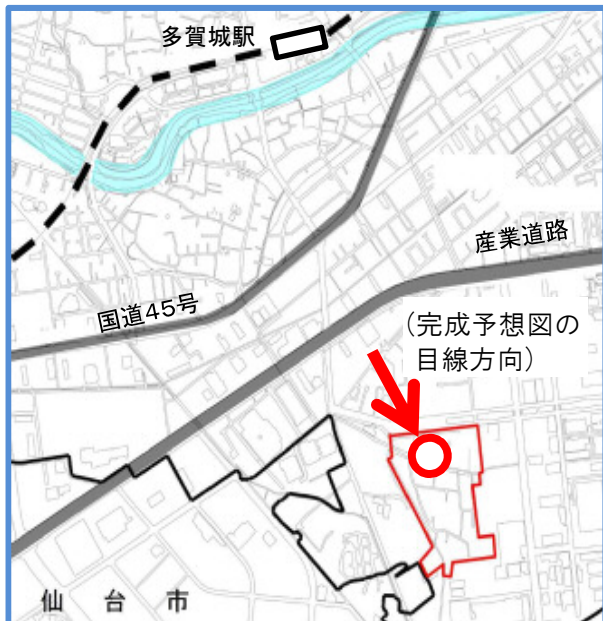 多賀城駅
産業道路
国道45号
(完成予想図の
目線方向)
仙台市